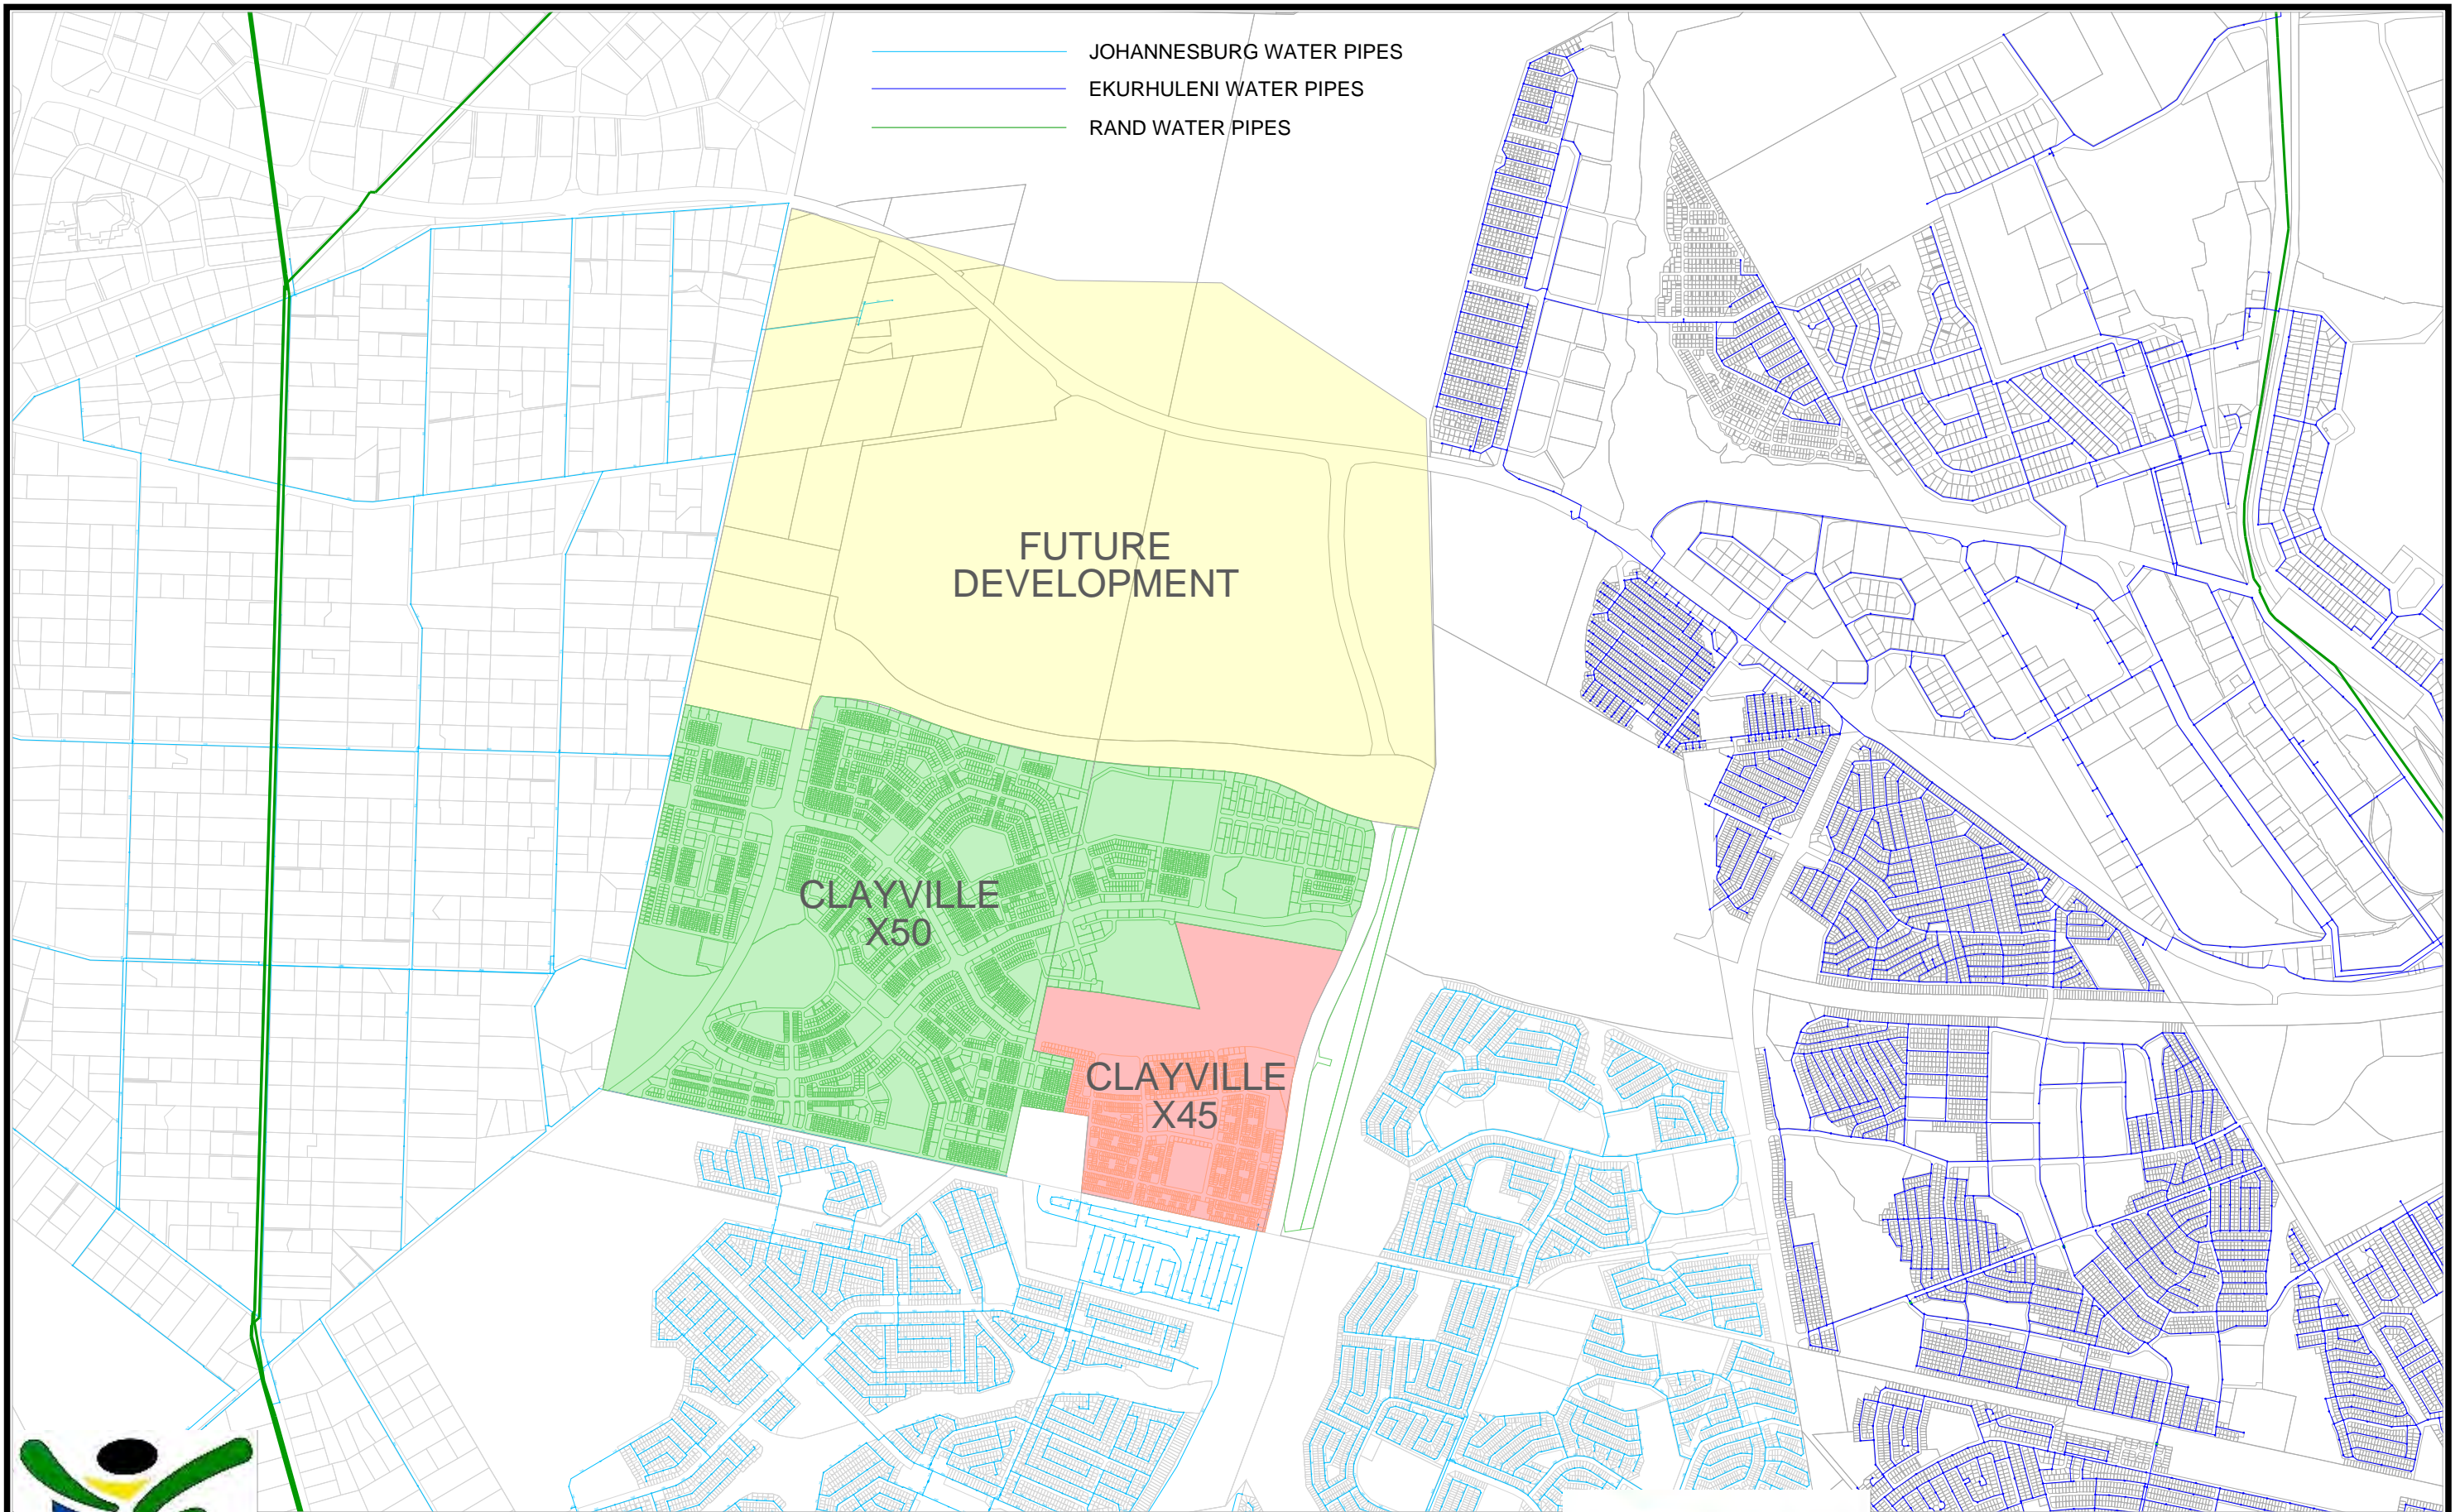 JOHANNESBURG WATER PIPES
EKURHULENI WATER PIPES
RAND WATER PIPES
FUTURE
DEVELOPMENT
CLAYVILLE
X50
CLAYVILLE
X45